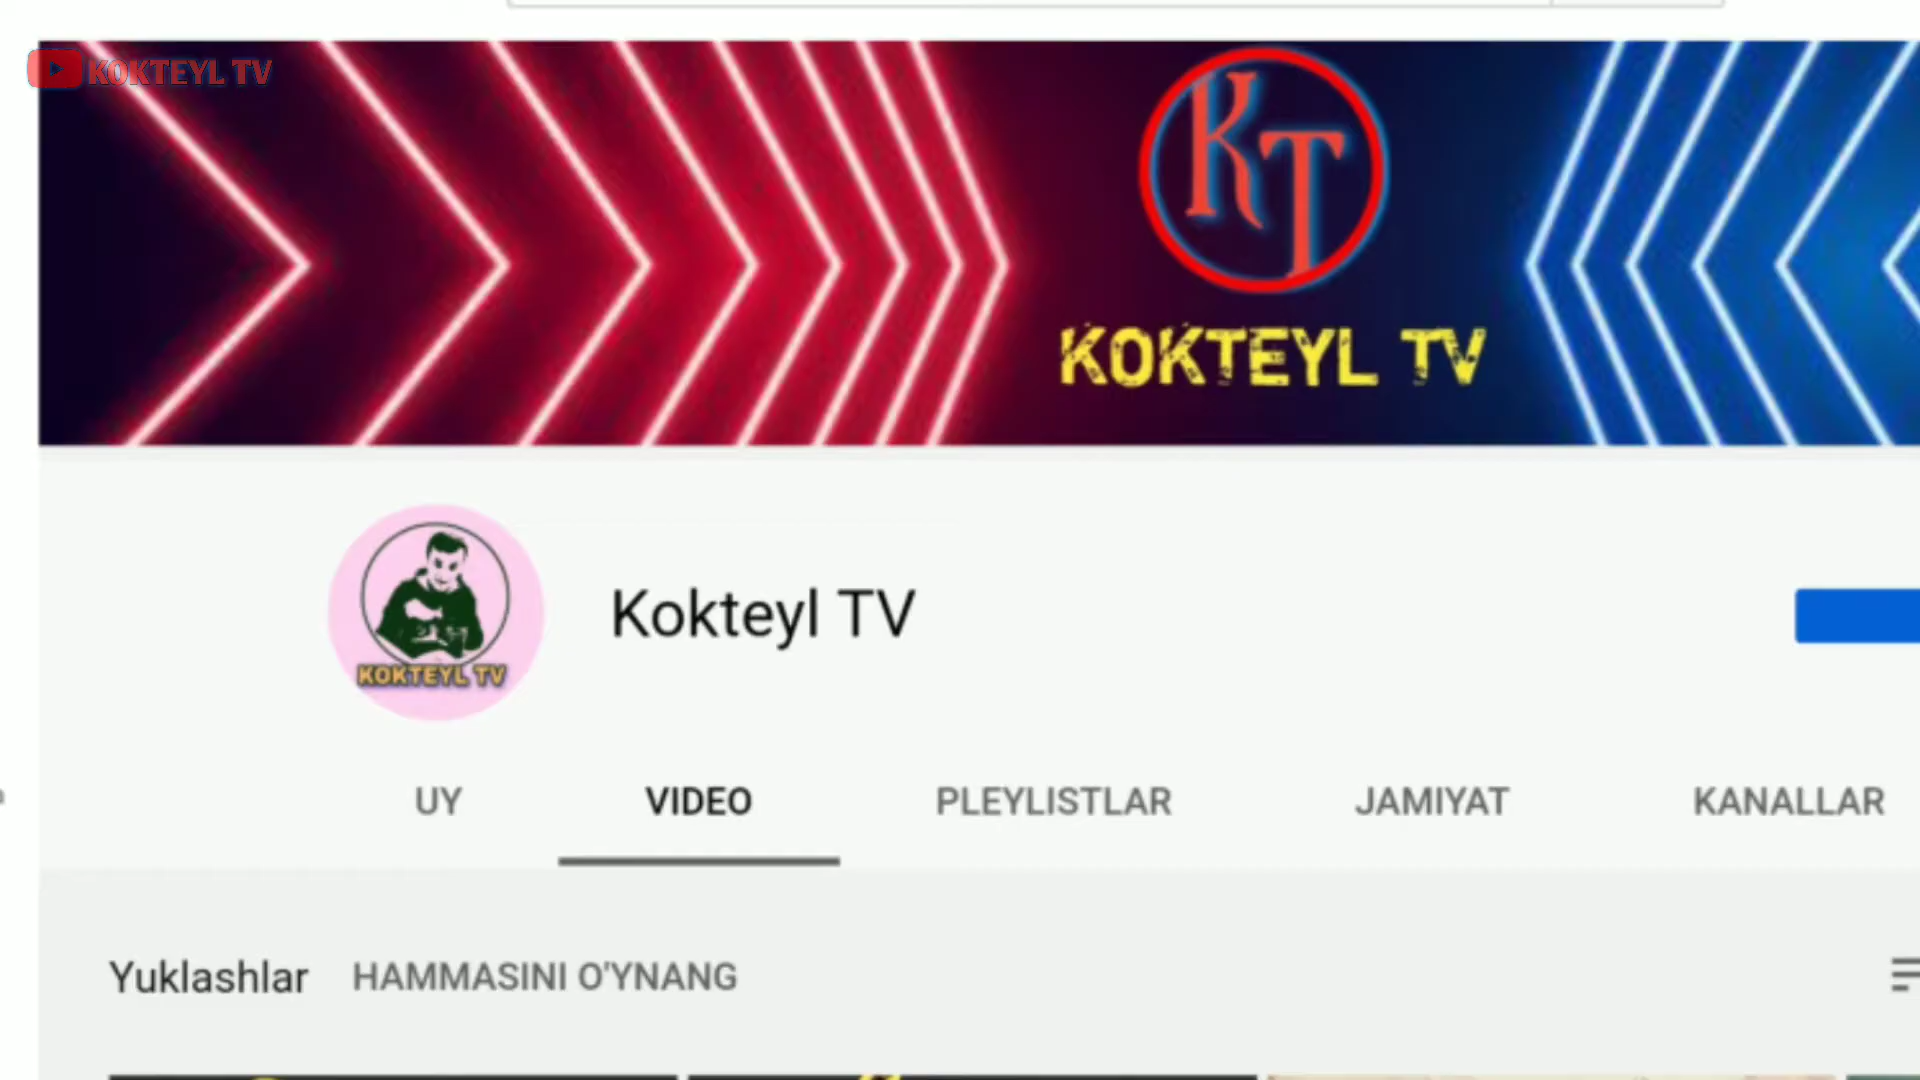 KOKTEYL TV
KT
KOKTEYL TV
KOKTEYL TV
Kokteyl TV
UY VIDEO PLEYLISTLAR JAMIYAT KANALLAR
Yuklashlar HAMMASINI O'YNANG